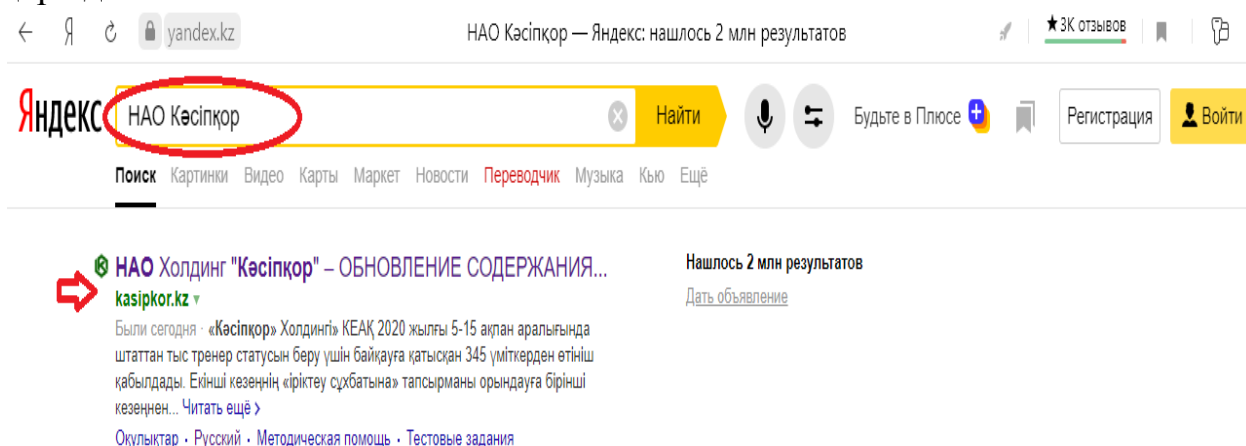 yandex.kz НАО Кәсіпқор — Яндекс: нашлось 2 млн результатов ★ 3К отзывов
Яндекс НАО Кәсіпқор Найти Будьте в Плюсе Регистрация Войти
Поиск Картинки Видео Карты Маркет Новости Переводчик Музыка Кью Ещё
НАО Холдинг "Кәсіпқор" – ОБНОВЛЕНИЕ СОДЕРЖАНИЯ...
kasipkor.kz
Были сегодня · «Кәсіпқор» Холдингі» КЕАҚ 2020 жылғы 5-15 ақпан аралығында
штаттан тыс тренер статусын беру үшін байқауға қатысқан 345 үміткерден өтініш
қабылдады. Екінші кезеңнің «іріктеу сұхбатына» тапсырманы орындауға бірінші
кезеңнен... Читать ещё >
Оқулықтар · Русский · Методическая помощь · Тестовые задания
Нашлось 2 млн результатов
Дать объявление